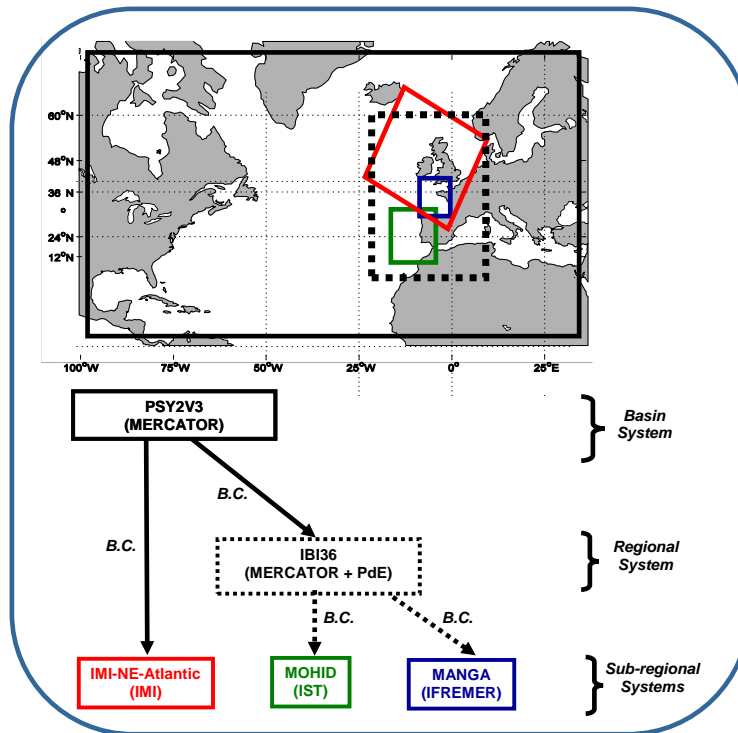 60°N
48°N
36 N
o
24°N
12°N
100°W
75°W
50°W
25°W
0°W
25°E
PSY2V3
(MERCATOR)
Basin
System
B.C.
B.C.
IBI36
(MERCATOR + PdE)
Regional
System
B.C.
B.C.
IMI-NE-Atlantic
(IMI)
MOHID
(IST)
MANGA
(IFREMER)
Sub-regional
Systems